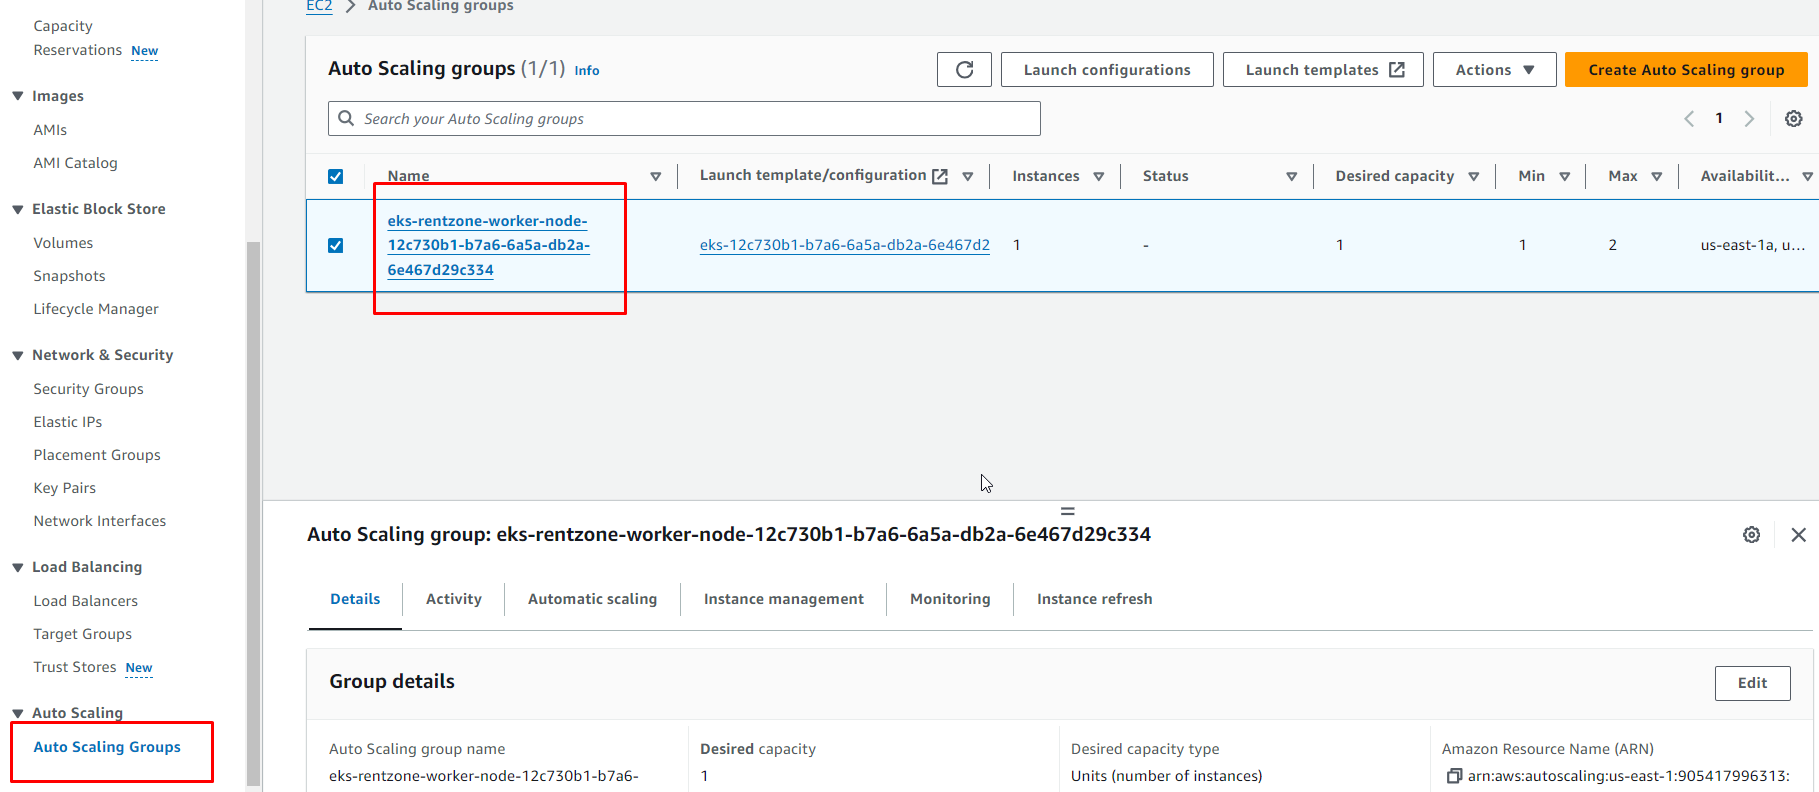 Capacity
Reservations New
Images
AMIs
AMI Catalog
Elastic Block Store
Volumes
Snapshots
Lifecycle Manager
Network & Security
Security Groups
Elastic IPs
Placement Groups
Key Pairs
Network Interfaces
Load Balancing
Load Balancers
Target Groups
Trust Stores New
Auto Scaling
Auto Scaling Groups
EC2 Auto Scaling groups
Auto Scaling groups (1/1) Info
Launch configurations
Launch templates
Actions
Create Auto Scaling group
Search your Auto Scaling groups
1
Name Launch template/configuration Instances Status Desired capacity Min Max Availabilit...
eks-rentzone-worker-node-
12c730b1-b7a6-6a5a-db2a-
6e467d29c334
eks-12c730b1-b7a6-6a5a-db2a-6e467d2 1 - 1 1 2 us-east-1a, u...
Auto Scaling group: eks-rentzone-worker-node-12c730b1-b7a6-6a5a-db2a-6e467d29c334
Details Activity Automatic scaling Instance management Monitoring Instance refresh
Group details
Edit
Auto Scaling group name
eks-rentzone-worker-node-12c730b1-b7a6-
Desired capacity
1
Desired capacity type
Units (number of instances)
Amazon Resource Name (ARN)
arn:aws:autoscaling:us-east-1:905417996313: